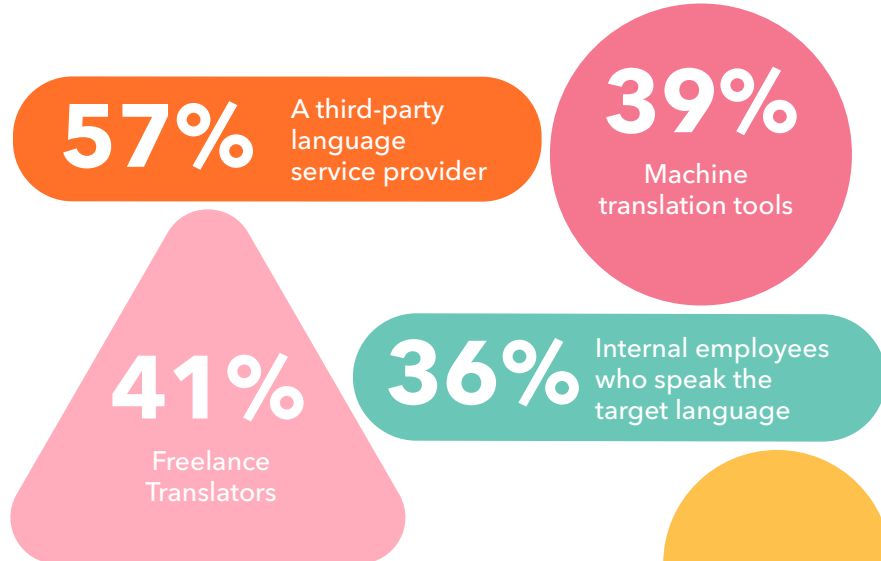 57%
A third-party
language
service provider
39%
Machine
translation tools
41%
Freelance
Translators
36%
Internal employees
who speak the
target language